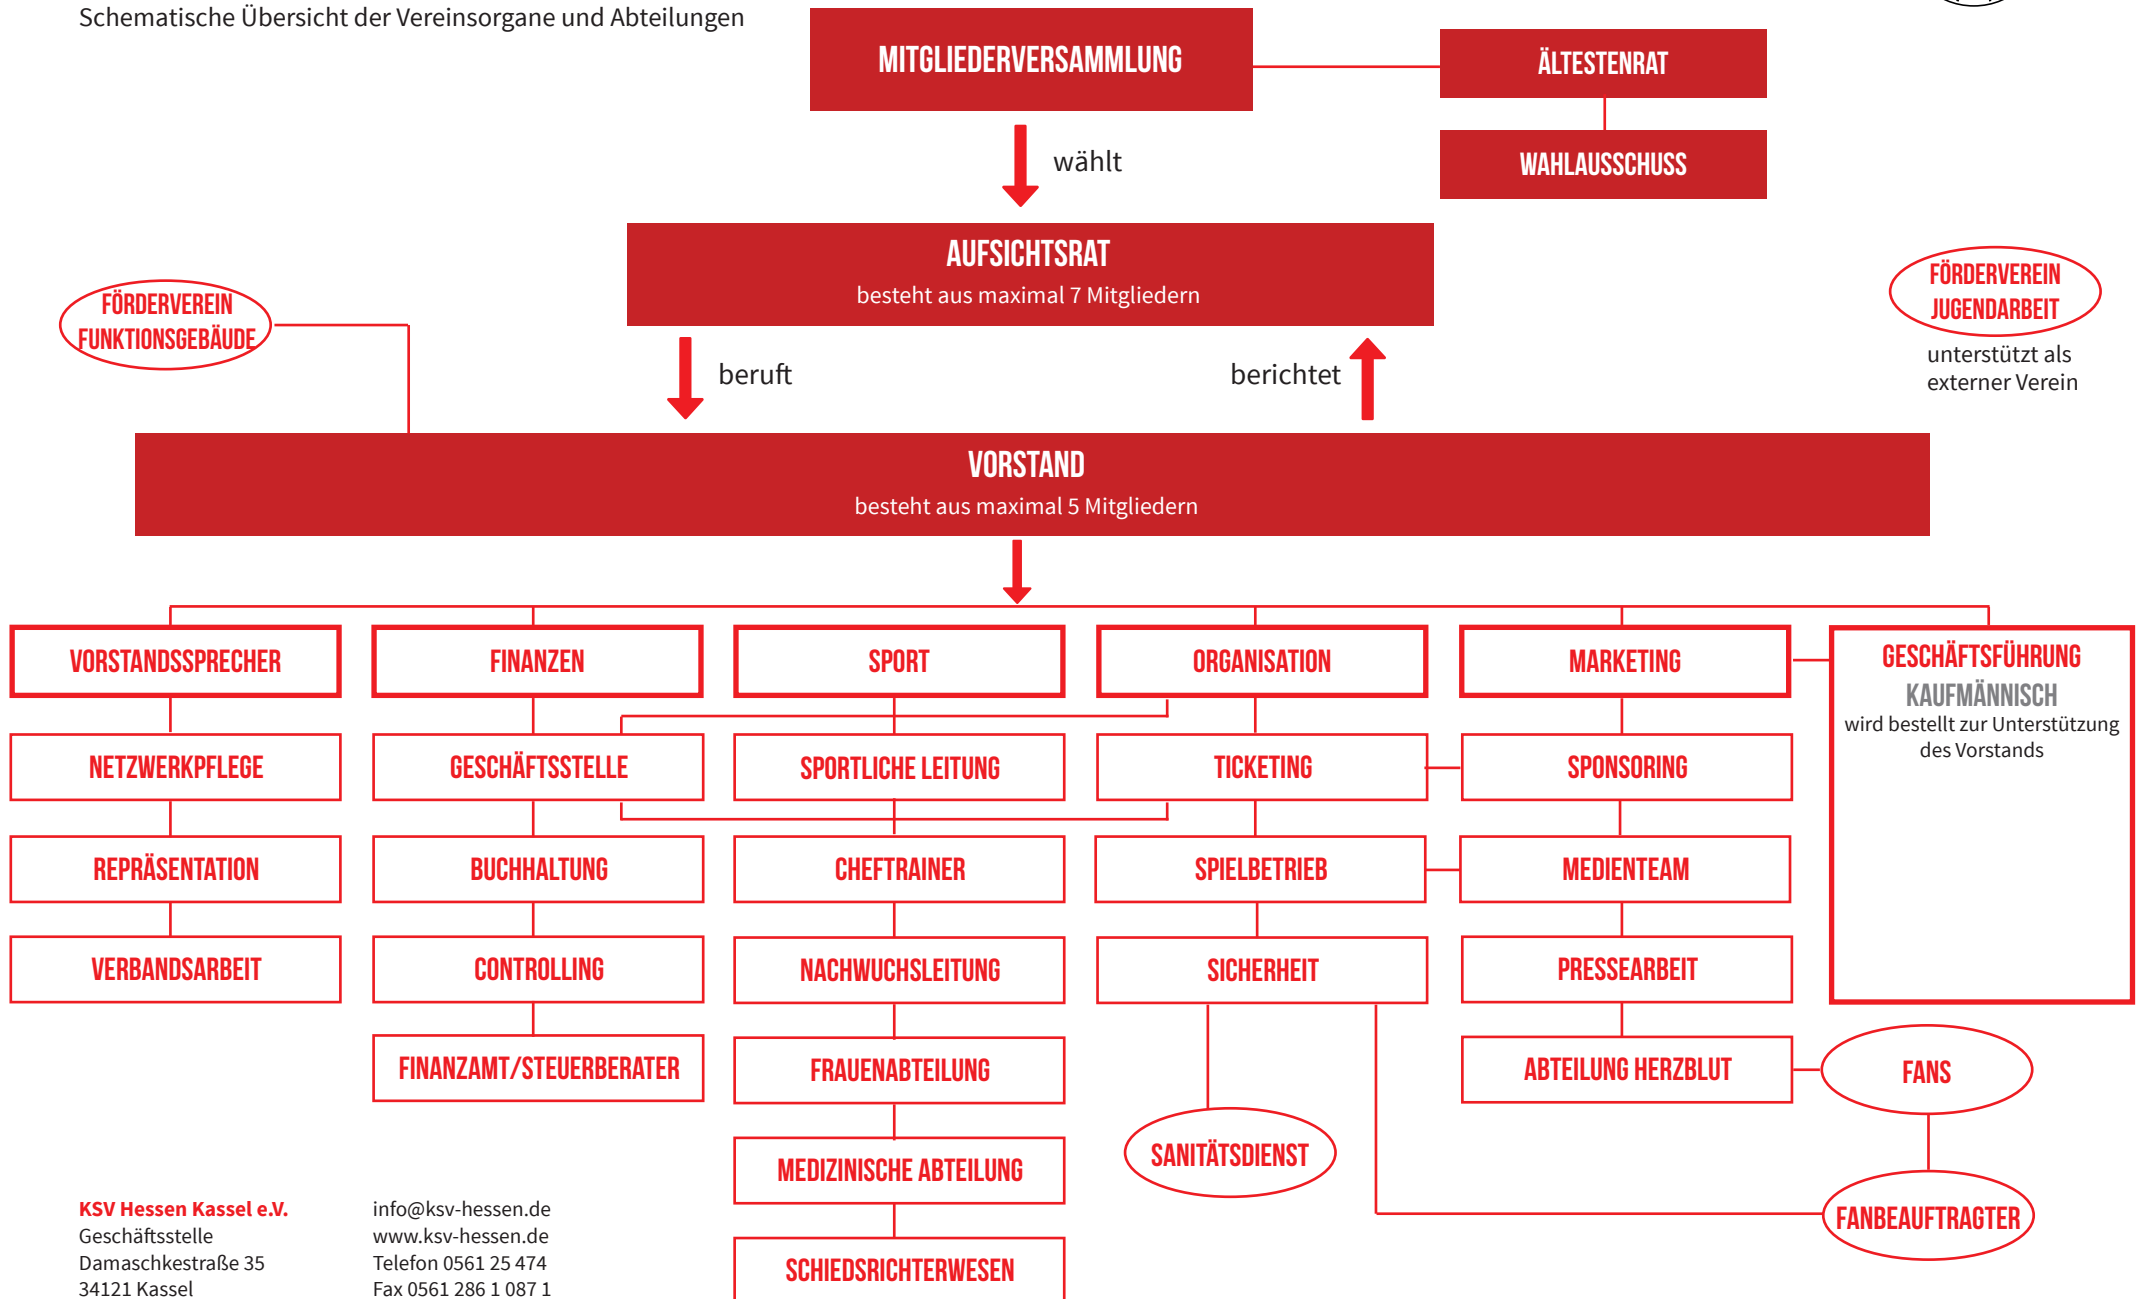 Schematische Übersicht der Vereinsorgane und Abteilungen
MITGLIEDERVERSAMMLUNG
ÄLTESTENRAT
WAHLAUSSCHUSS
wählt
AUFSICHTSRAT
besteht aus maximal 7 Mitgliedern
FÖRDERVEREIN
FUNKTIONSGEBÄUDE
FÖRDERVEREIN
JUGENDARBEIT
unterstützt als
externer Verein
beruft
berichtet
VORSTAND
besteht aus maximal 5 Mitgliedern
VORSTANDSSPRECHER
NETZWERKPFLEGE
REPRÄSENTATION
VERBANDSARBEIT
FINANZEN
GESCHÄFTSSTELLE
BUCHHALTUNG
CONTROLLING
FINANZAMT/STEUERBERATER
SPORT
SPORTLICHE LEITUNG
CHEFTRAINER
NACHWUCHSLEITUNG
FRAUENABTEILUNG
MEDIZINISCHE ABTEILUNG
SCHIEDSRICHTERWESEN
ORGANISATION
TICKETING
SPIELBETRIEB
SICHERHEIT
SANITÄTSDIENST
MARKETING
SPONSORING
MEDIENTEAM
PRESSEARBEIT
ABTEILUNG HERZBLUT
GESCHÄFTSFÜHRUNG
KAUFMÄNNISCH
wird bestellt zur Unterstützung
des Vorstands
FANS
FANBEAUFTRAGTER
KSV Hessen Kassel e.V.
Geschäftsstelle
Damaschkestraße 35
34121 Kassel
info@ksv-hessen.de
www.ksv-hessen.de
Telefon 0561 25 474
Fax 0561 286 1 087 1